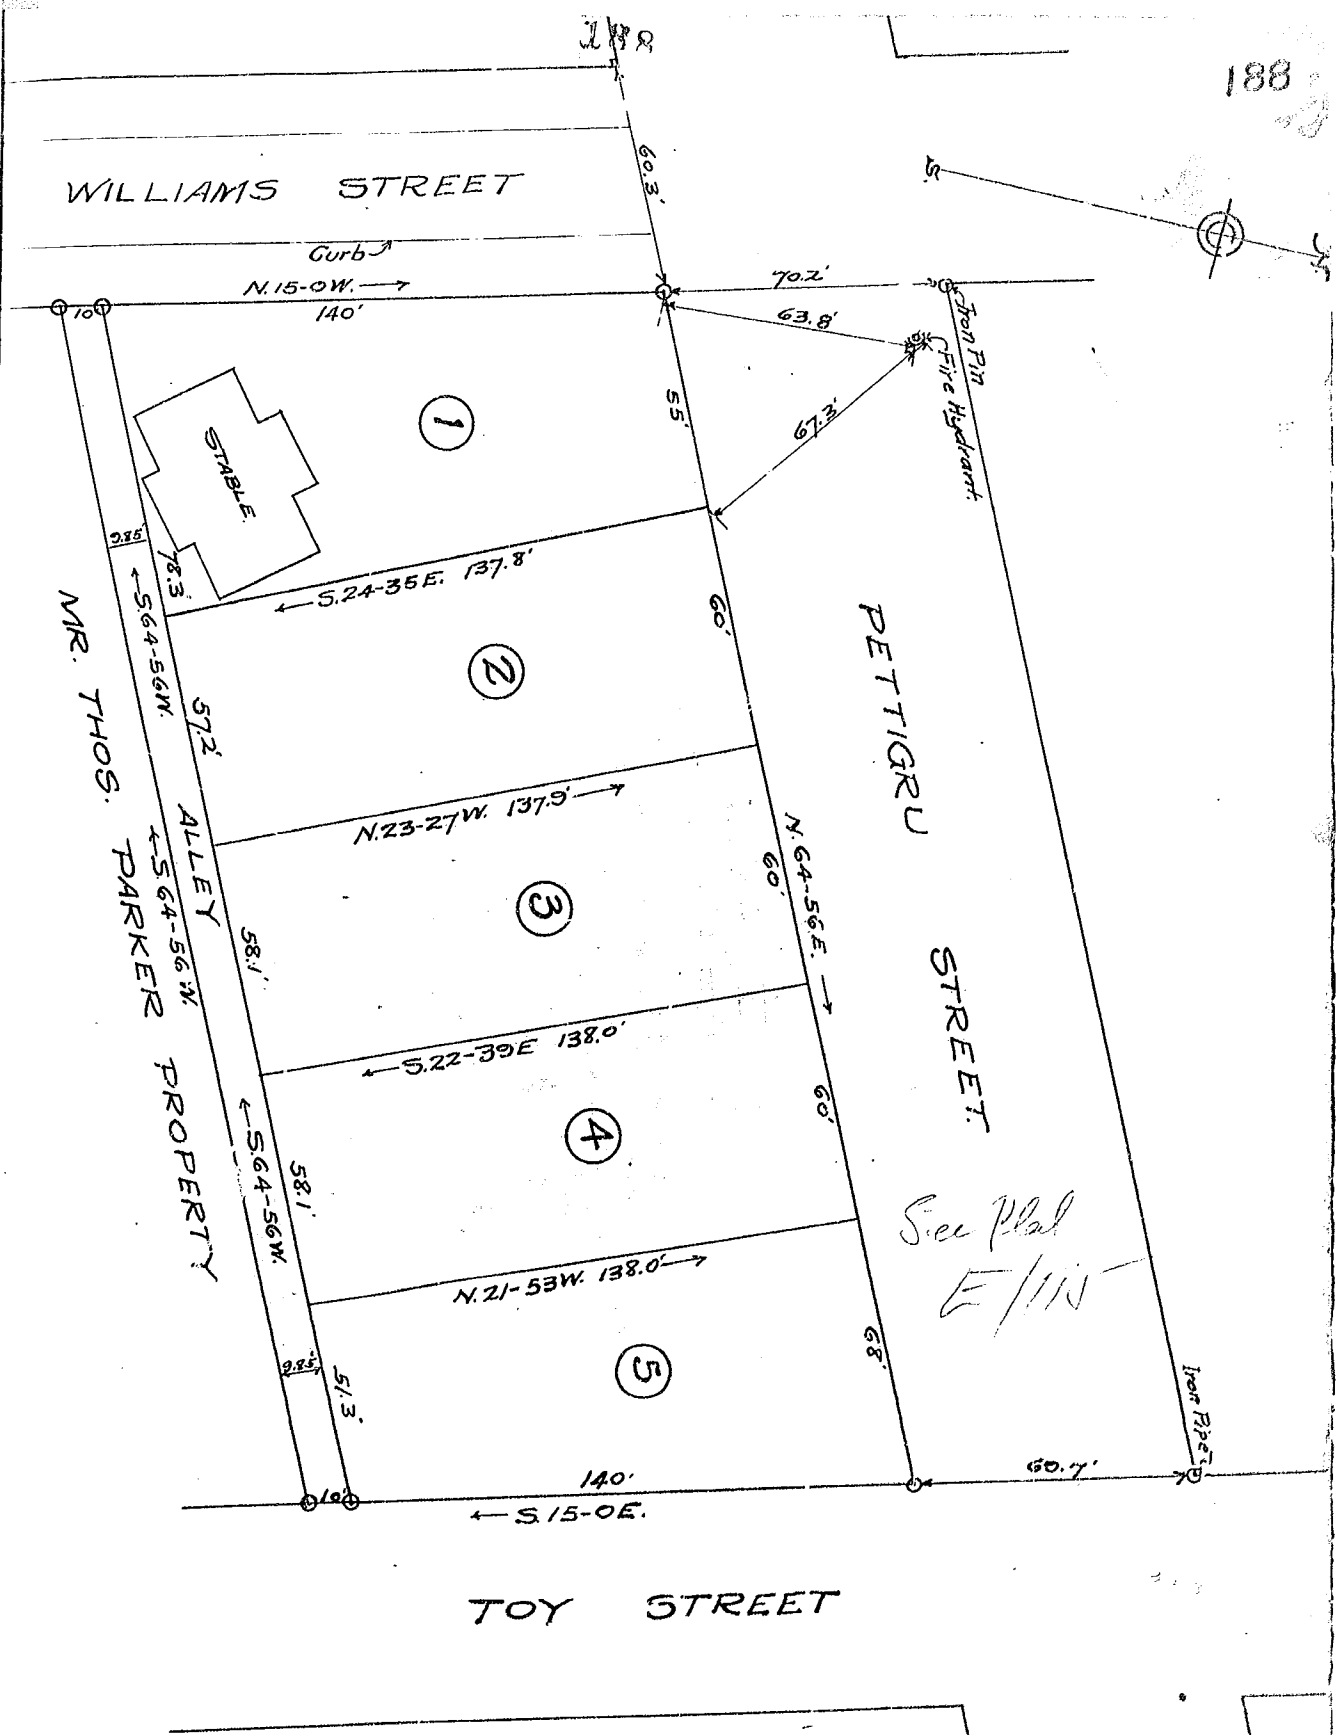 188
188
S.
N.
WILLIAMS STREET
60.3'
Curb
N.15-0W.
10'
140'
70.2'
63.8'
67.3'
Iron Pin
Fire Hydrant.
STABLE.
1
55'
9.85'
78.3'
S.24-35E. 137.8'
S.64-56W.
2
60'
57.2'
N.23-27W. 137.9'
ALLEY
S.64-56W.
3
60'
N.64-56E.
58.1'
S.22-39E 138.0'
4
60'
58.1'
S.64-56W.
N.21-53W. 138.0'
5
68'
9.85'
51.3'
MR. THOS. PARKER PROPERTY
PETTIGRU STREET.
See Plat
E/115
Iron Pipe
10'
140'
60.7'
S.15-0E.
TOY STREET